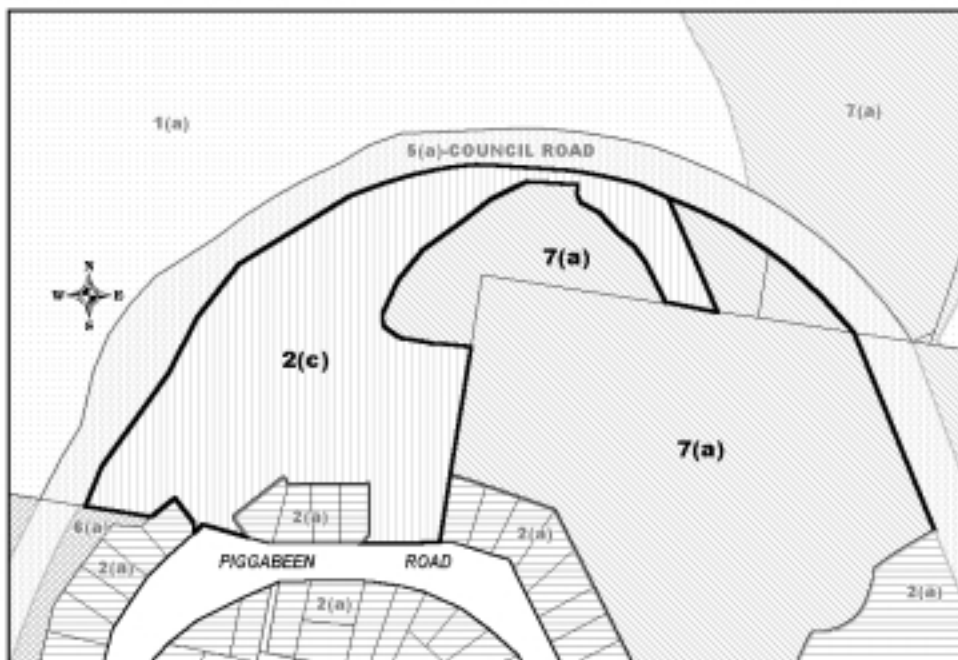 7(a)
1(a)
5(a)-COUNCIL ROAD
7(a)
N
W E
S
2(c)
7(a)
6(a)
2(a)
2(a)
2(a)
PIGGABEEN ROAD
2(a)
2(a)